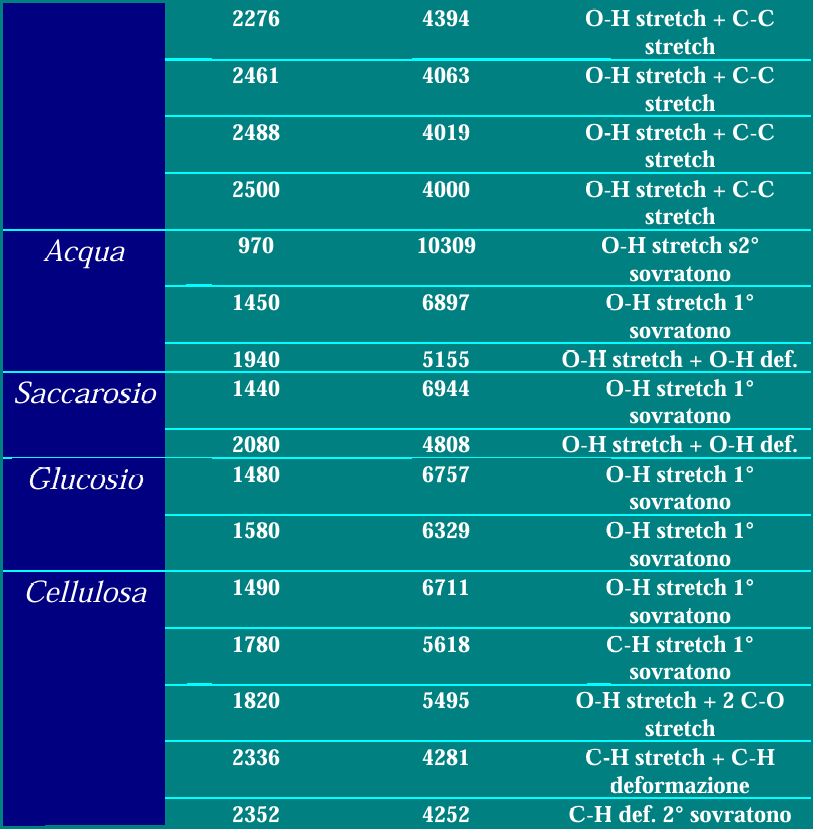 2276 4394 O-H stretch + C-C
stretch
2461 4063 O-H stretch + C-C
stretch
2488 4019 O-H stretch + C-C
stretch
2500 4000 O-H stretch + C-C
stretch
Acqua 970 10309 O-H stretch s2°
sovratono
1450 6897 O-H stretch 1°
sovratono
1940 5155 O-H stretch + O-H def.
Saccarosio 1440 6944 O-H stretch 1°
sovratono
2080 4808 O-H stretch + O-H def.
Glucosio 1480 6757 O-H stretch 1°
sovratono
1580 6329 O-H stretch 1°
sovratono
Cellulosa 1490 6711 O-H stretch 1°
sovratono
1780 5618 C-H stretch 1°
sovratono
1820 5495 O-H stretch + 2 C-O
stretch
2336 4281 C-H stretch + C-H
deformazione
2352 4252 C-H def. 2° sovratono